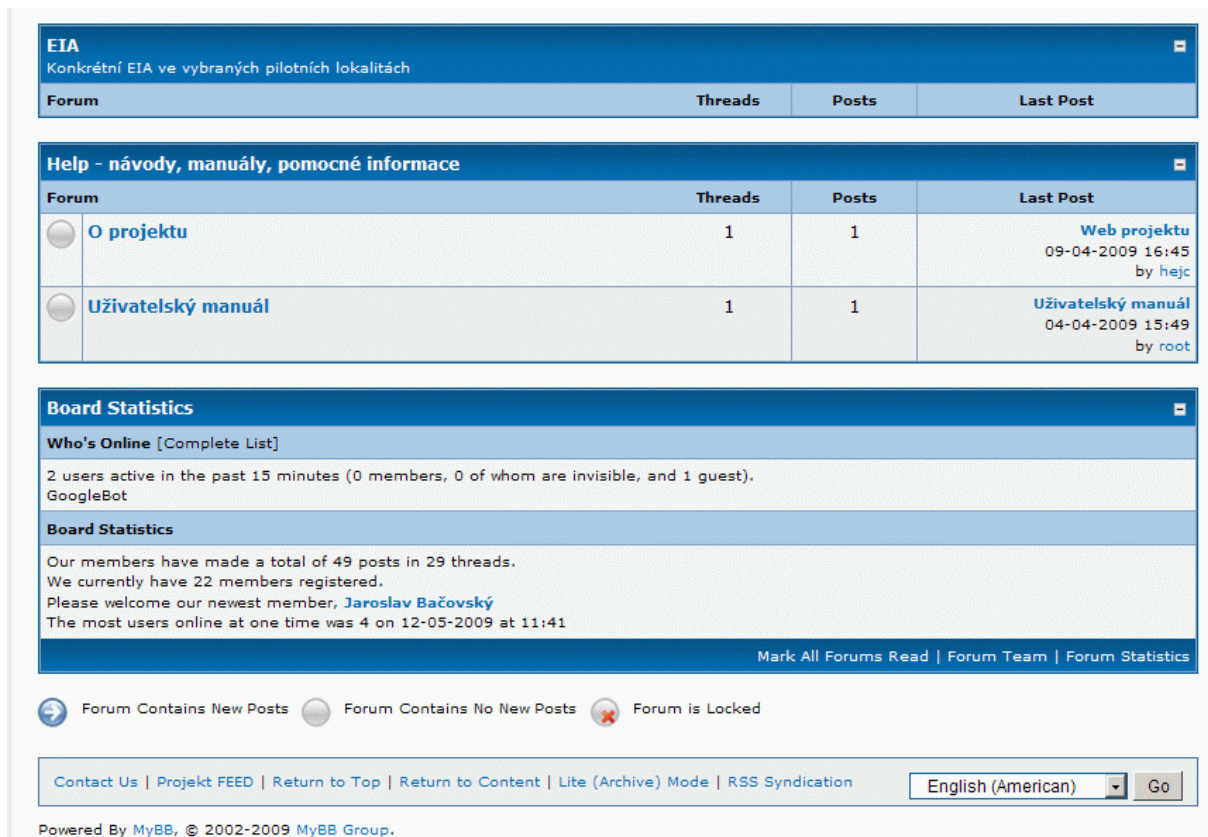 EIA
Konkrétní EIA ve vybraných pilotních lokalitách
Forum Threads Posts Last Post
Help - návody, manuály, pomocné informace
Forum Threads Posts Last Post
O projektu 1 1 Web projektu
09-04-2009 16:45
by hejc
Uživatelský manuál 1 1 Uživatelský manuál
04-04-2009 15:49
by root
Board Statistics
Who's Online [Complete List]
2 users active in the past 15 minutes (0 members, 0 of whom are invisible, and 1 guest).
GoogleBot
Board Statistics
Our members have made a total of 49 posts in 29 threads.
We currently have 22 members registered.
Please welcome our newest member, Jaroslav Bačovský
The most users online at one time was 4 on 12-05-2009 at 11:41
Mark All Forums Read | Forum Team | Forum Statistics
Forum Contains New Posts Forum Contains No New Posts Forum is Locked
Contact Us | Projekt FEED | Return to Top | Return to Content | Lite (Archive) Mode | RSS Syndication English (American) Go
Powered By MyBB, © 2002-2009 MyBB Group.